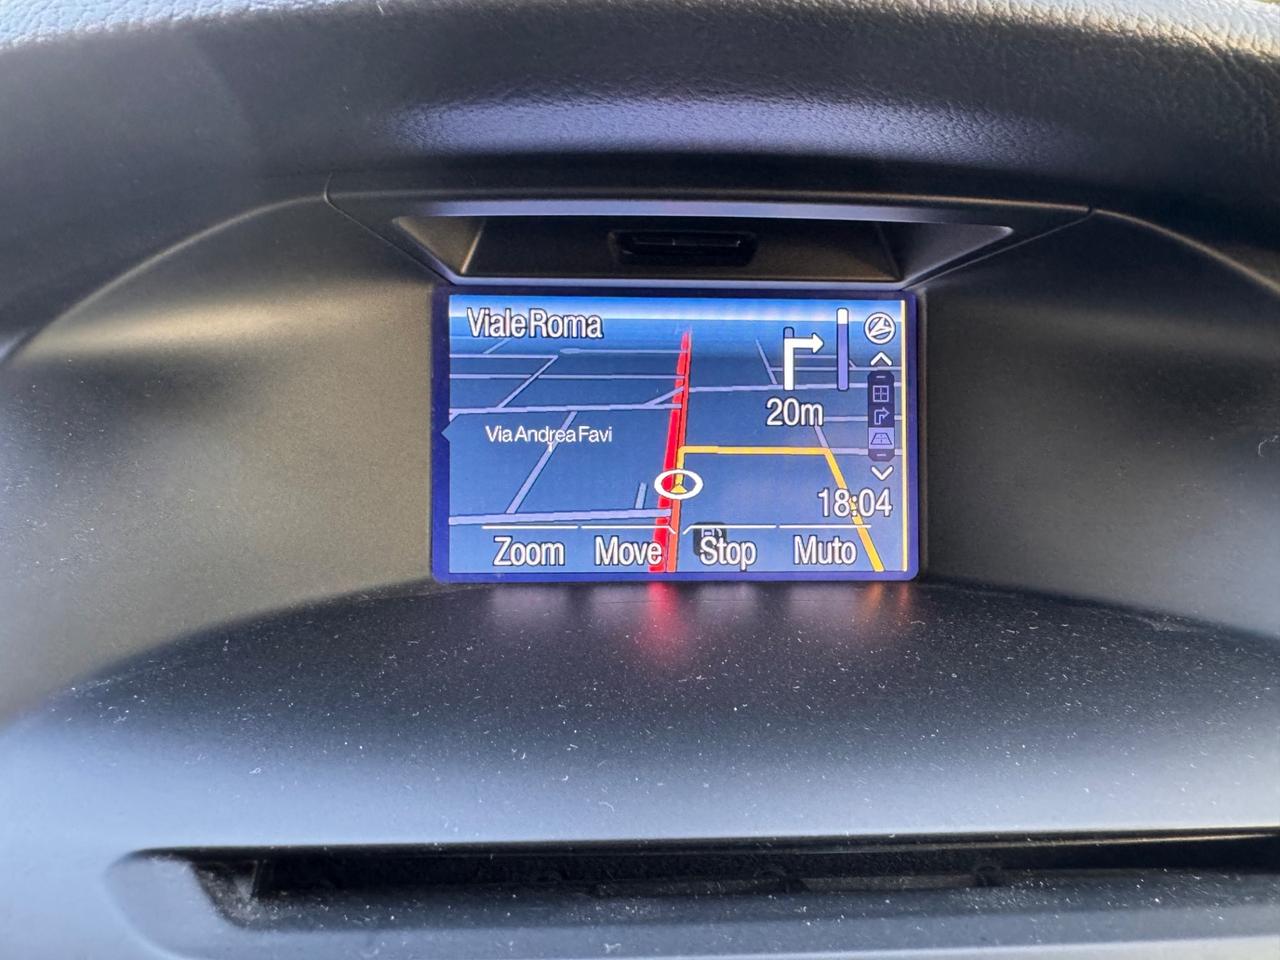 Viale Roma
20m
Via Andrea Favi
18:04
Zoom Move Stop Muto